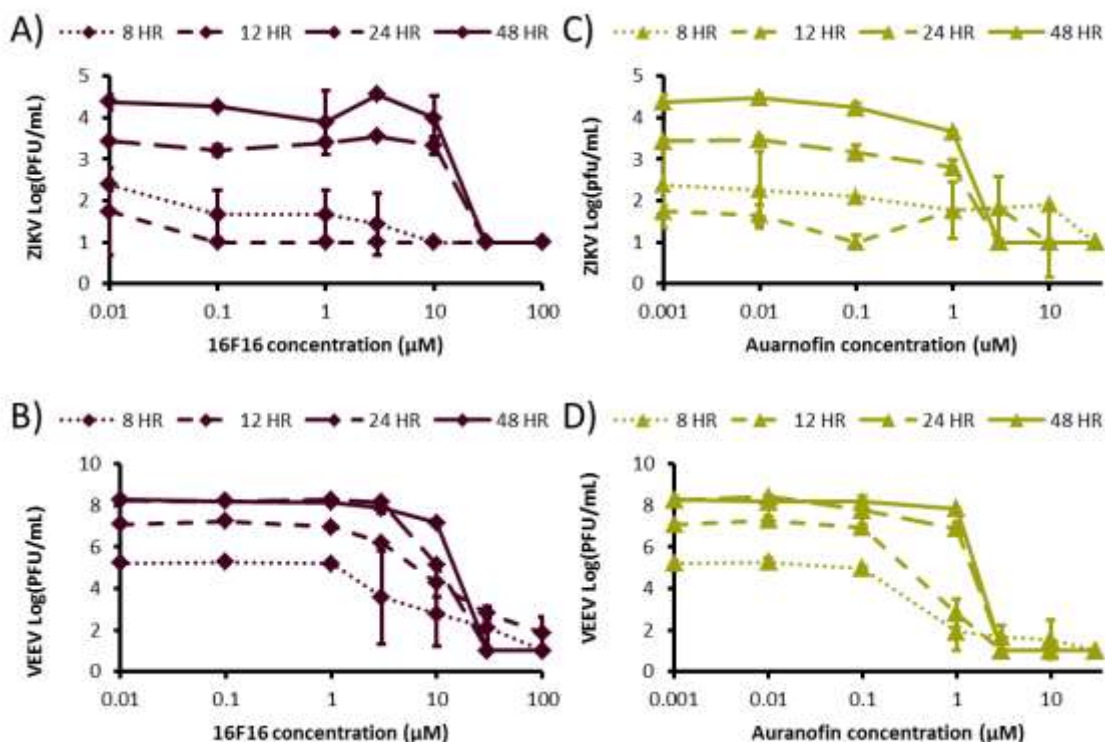 A) 8 HR 12 HR 24 HR 48 HR
ZIKV Log(PFU/mL)
5
4
3
2
1
0
0.01 0.1 1 10 100
16F16 concentration (µM)
C) 8 HR 12 HR 24 HR 48 HR
ZIKV Log(pfu/mL)
5
4
3
2
1
0
0.001 0.01 0.1 1 10
Auarnofin concentration (uM)
B) 8 HR 12 HR 24 HR 48 HR
VEEV Log(PFU/mL)
10
8
6
4
2
0
0.01 0.1 1 10 100
16F16 concentration (µM)
D) 8 HR 12 HR 24 HR 48 HR
VEEV Log(PFU/mL)
10
8
6
4
2
0
0.001 0.01 0.1 1 10
Auranofin concentration (µM)